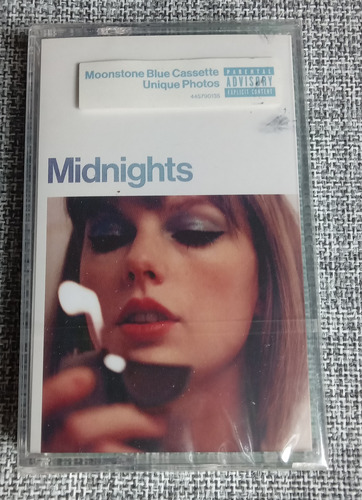 Moonstone Blue Cassette
Unique Photos
PARENTAL
ADVISORY
EXPLICIT CONTENT
Midnights